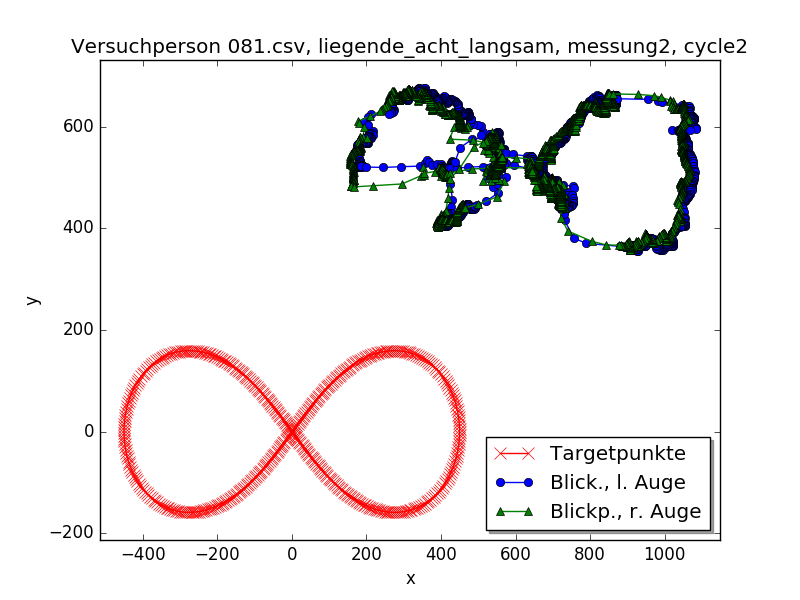 Versuchperson 081.csv, liegende_acht_langsam, messung2, cycle2
y
600
400
200
0
−200
−400
−200
0
200
400
600
800
1000
x
Targetpunkte
Blick., l. Auge
Blickp., r. Auge